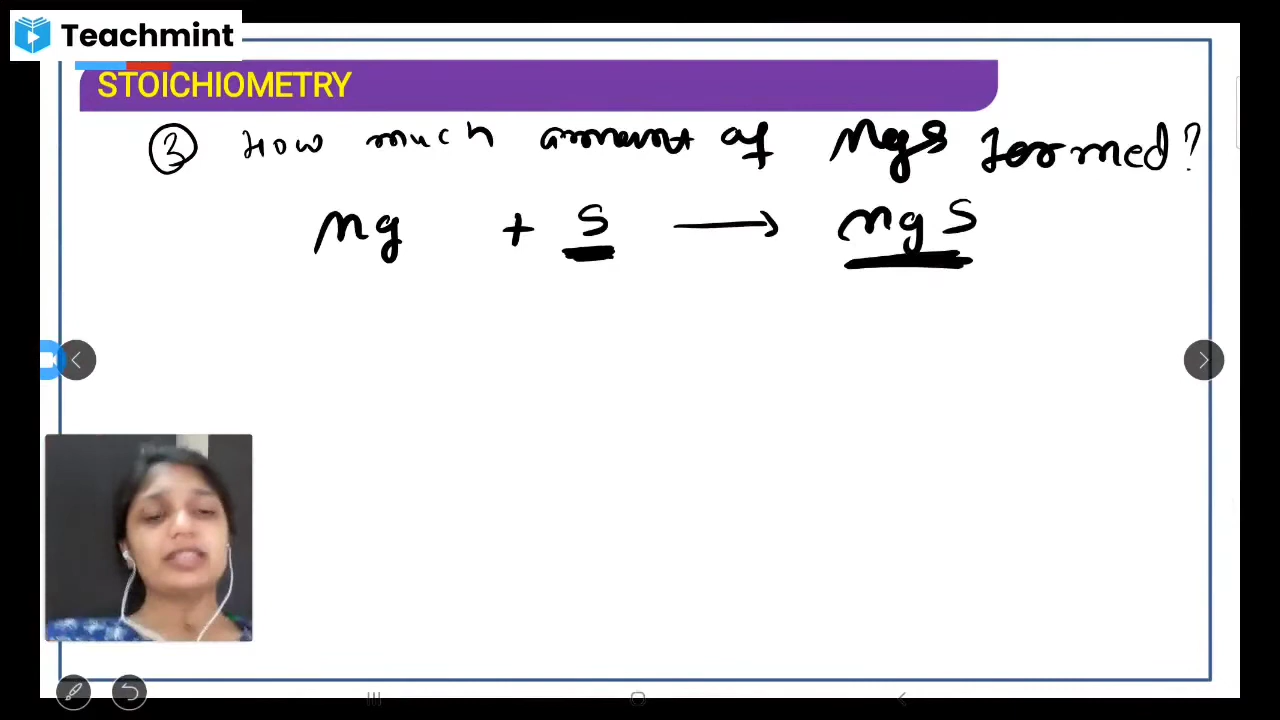 Teachmint
STOICHIOMETRY
③ How much amount of MgS formed?
Mg + S ⟶ MgS